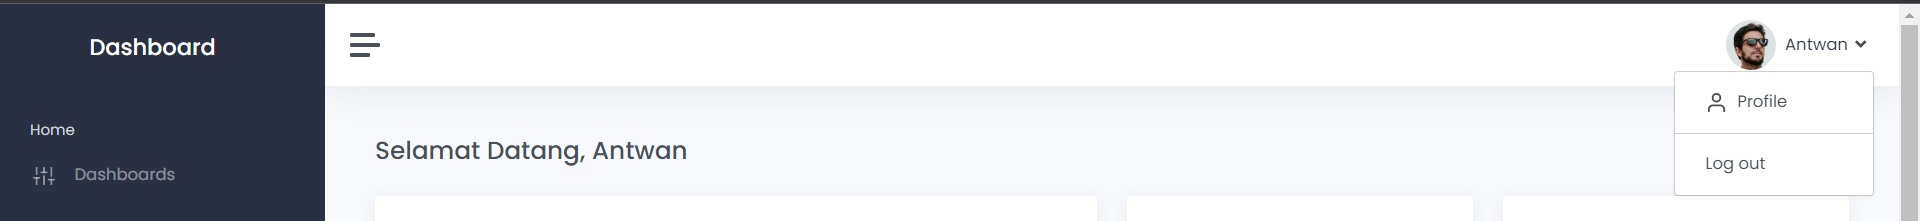 Dashboard
Home
Dashboards
Antwan
Profile
Log out
Selamat Datang, Antwan